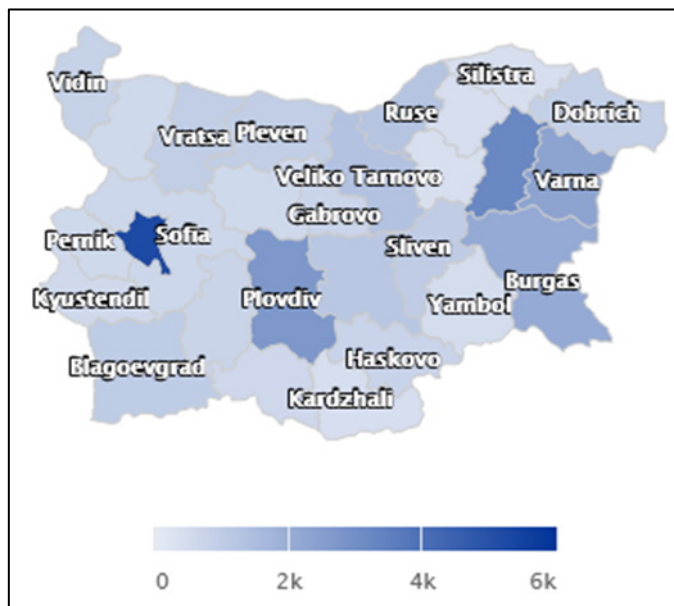 Silistra
Vidin
Ruse
Dobrich
Vratsa
Pleven
Veliko Tarnovo
Varna
Gabrovo
Pernik
Sofia
Sliven
Kyustendil
Plovdiv
Burgas
Yambol
Haskovo
Blagoevgrad
Kardzhali
0 2k 4k 6k